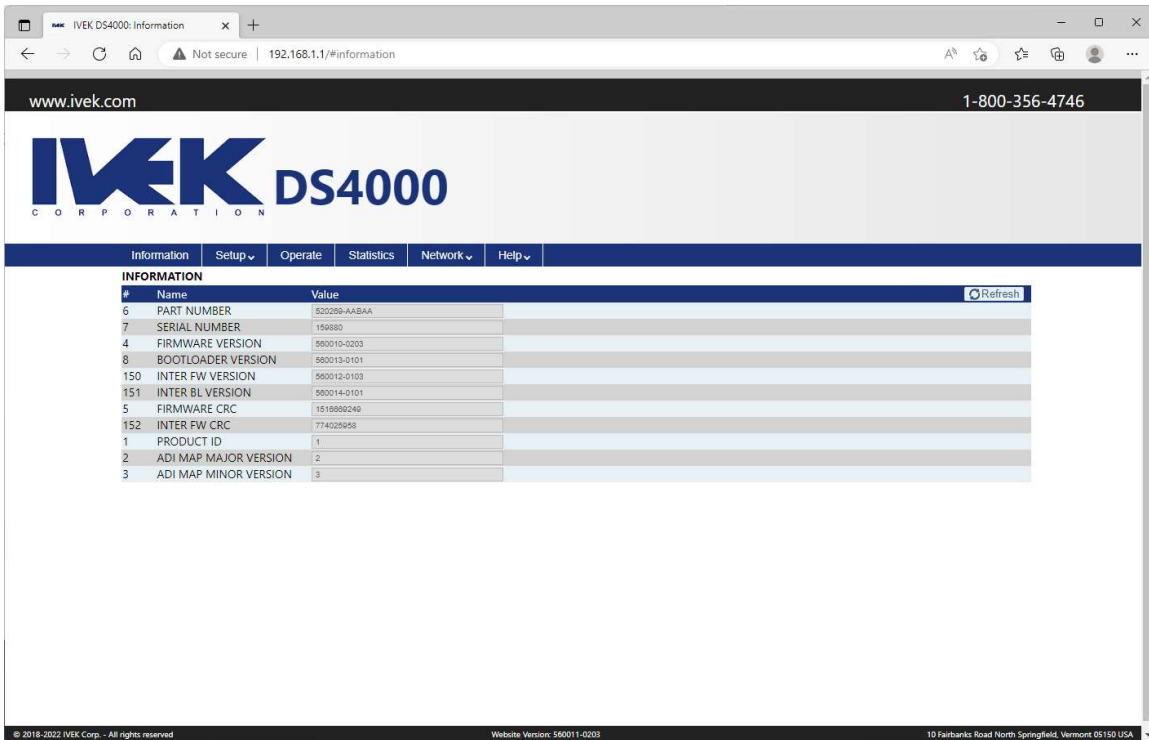 IVEK DS4000: Information
Not secure | 192.168.1.1/#information
www.ivek.com 1-800-356-4746
IVEK DS4000
CORPORATION
Information Setup Operate Statistics Network Help
INFORMATION
# Name Value Refresh
6 PART NUMBER 520269-AABAA
7 SERIAL NUMBER 159880
4 FIRMWARE VERSION 560010-0203
8 BOOTLOADER VERSION 560013-0101
150 INTER FW VERSION 560012-0103
151 INTER BL VERSION 560014-0101
5 FIRMWARE CRC 1516669249
152 INTER FW CRC 774025958
1 PRODUCT ID 1
2 ADI MAP MAJOR VERSION 2
3 ADI MAP MINOR VERSION 3
© 2018-2022 IVEK Corp. - All rights reserved Website Version: 560011-0203 10 Fairbanks Road North Springfield, Vermont 05150 USA